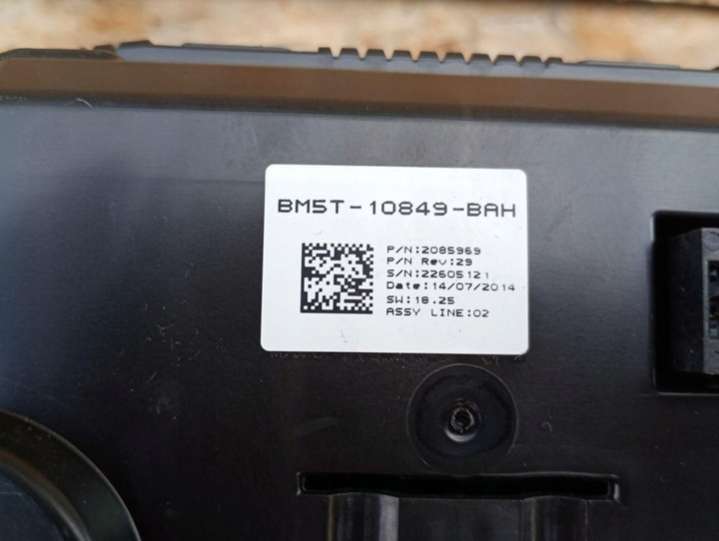 BM5T-10849-BAH
P/N:2085969
P/N Rev:29
S/N:22605121
Date:14/07/2014
SW:18.25
ASSY LINE:02